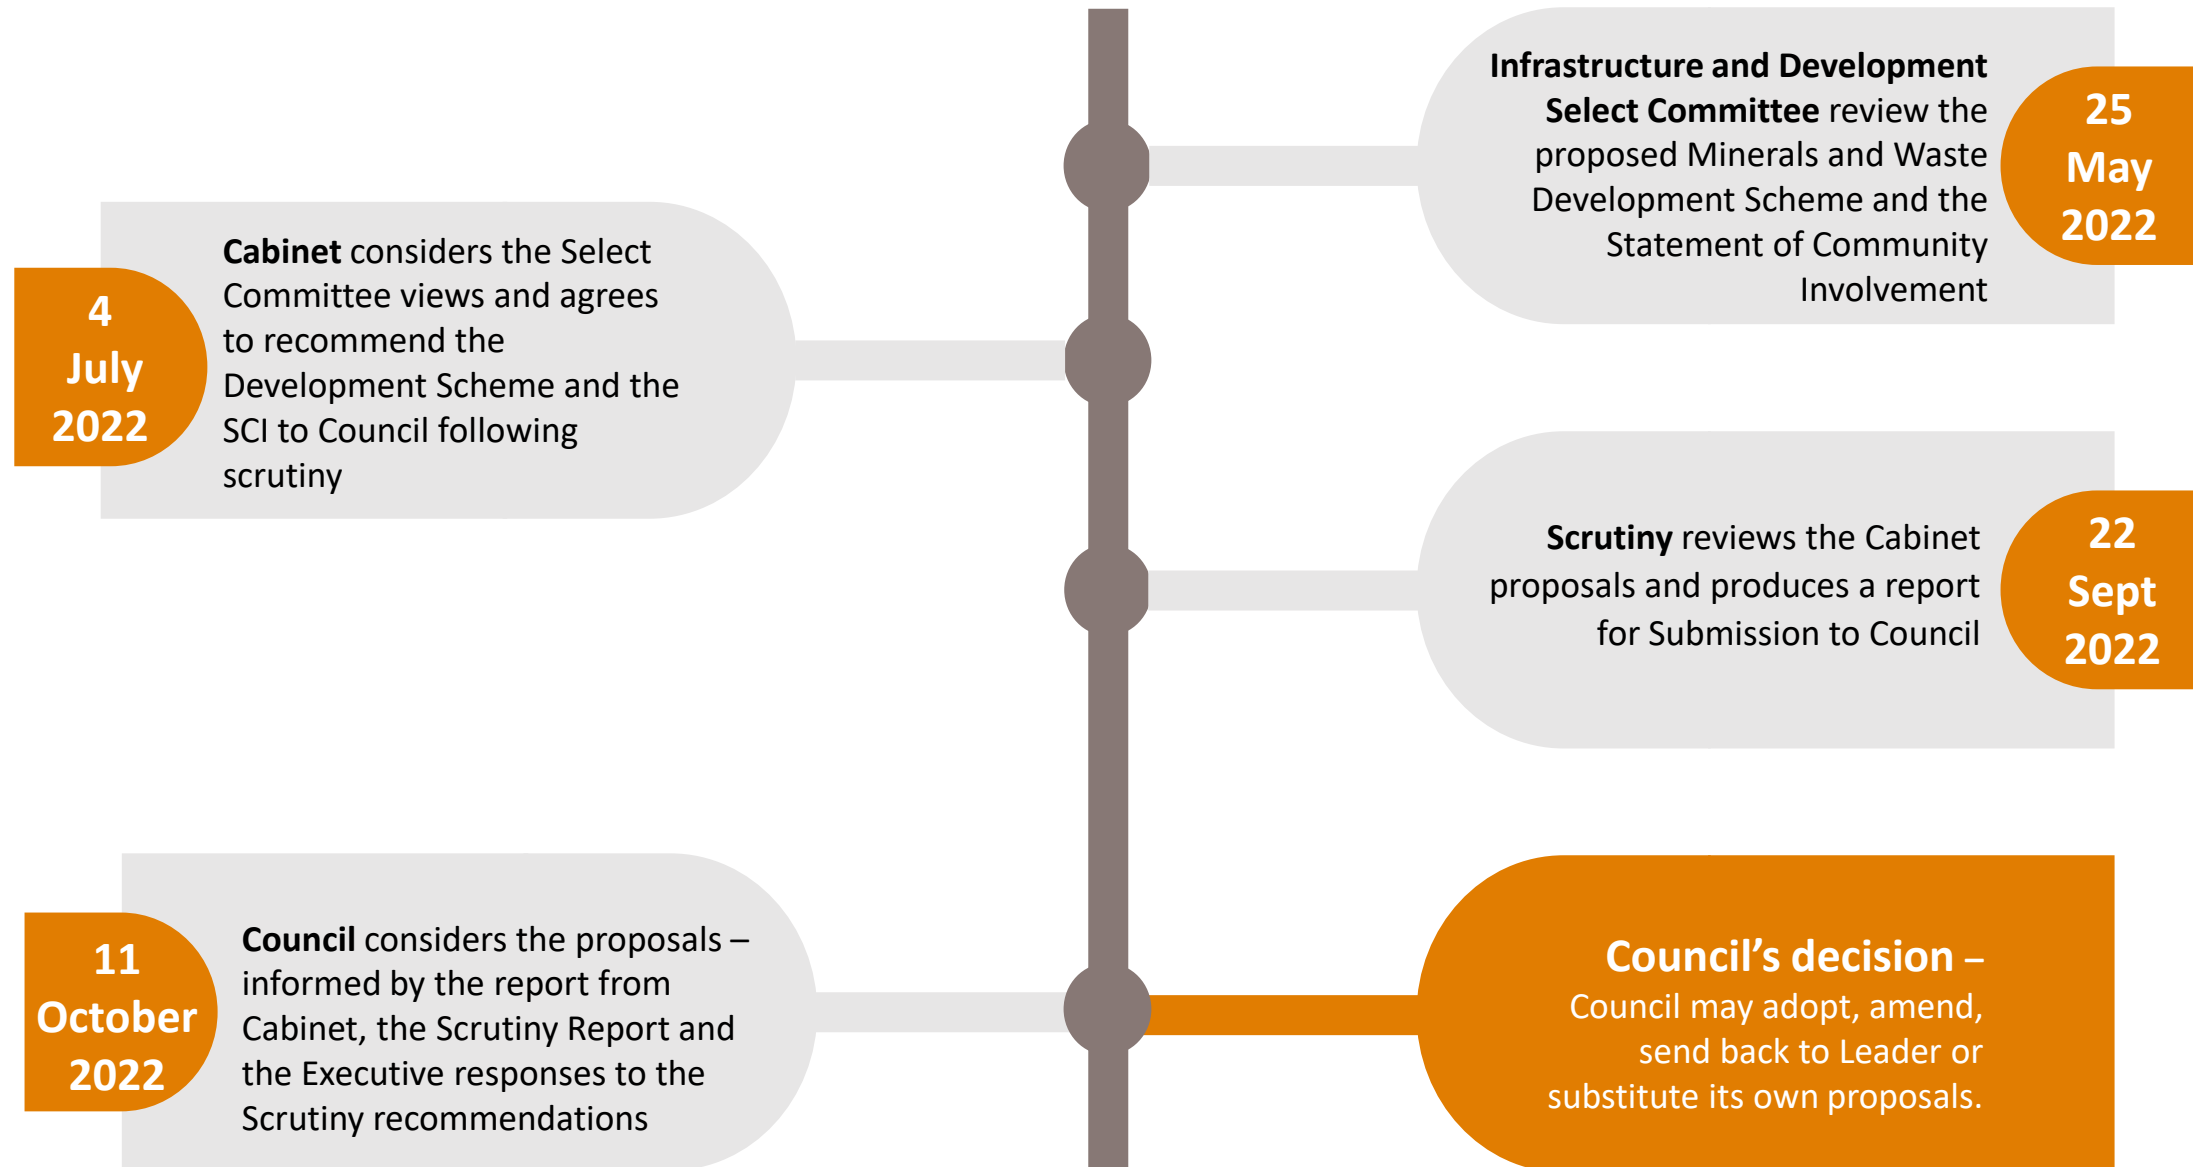 Infrastructure and Development
Select Committee review the
proposed Minerals and Waste
Development Scheme and the
Statement of Community
Involvement
25
May
2022
Cabinet considers the Select
Committee views and agrees
to recommend the
Development Scheme and the
SCI to Council following
scrutiny
4
July
2022
Scrutiny reviews the Cabinet
proposals and produces a report
for Submission to Council
22
Sept
2022
Council considers the proposals –
informed by the report from
Cabinet, the Scrutiny Report and
the Executive responses to the
Scrutiny recommendations
11
October
2022
Council’s decision –
Council may adopt, amend,
send back to Leader or
substitute its own proposals.